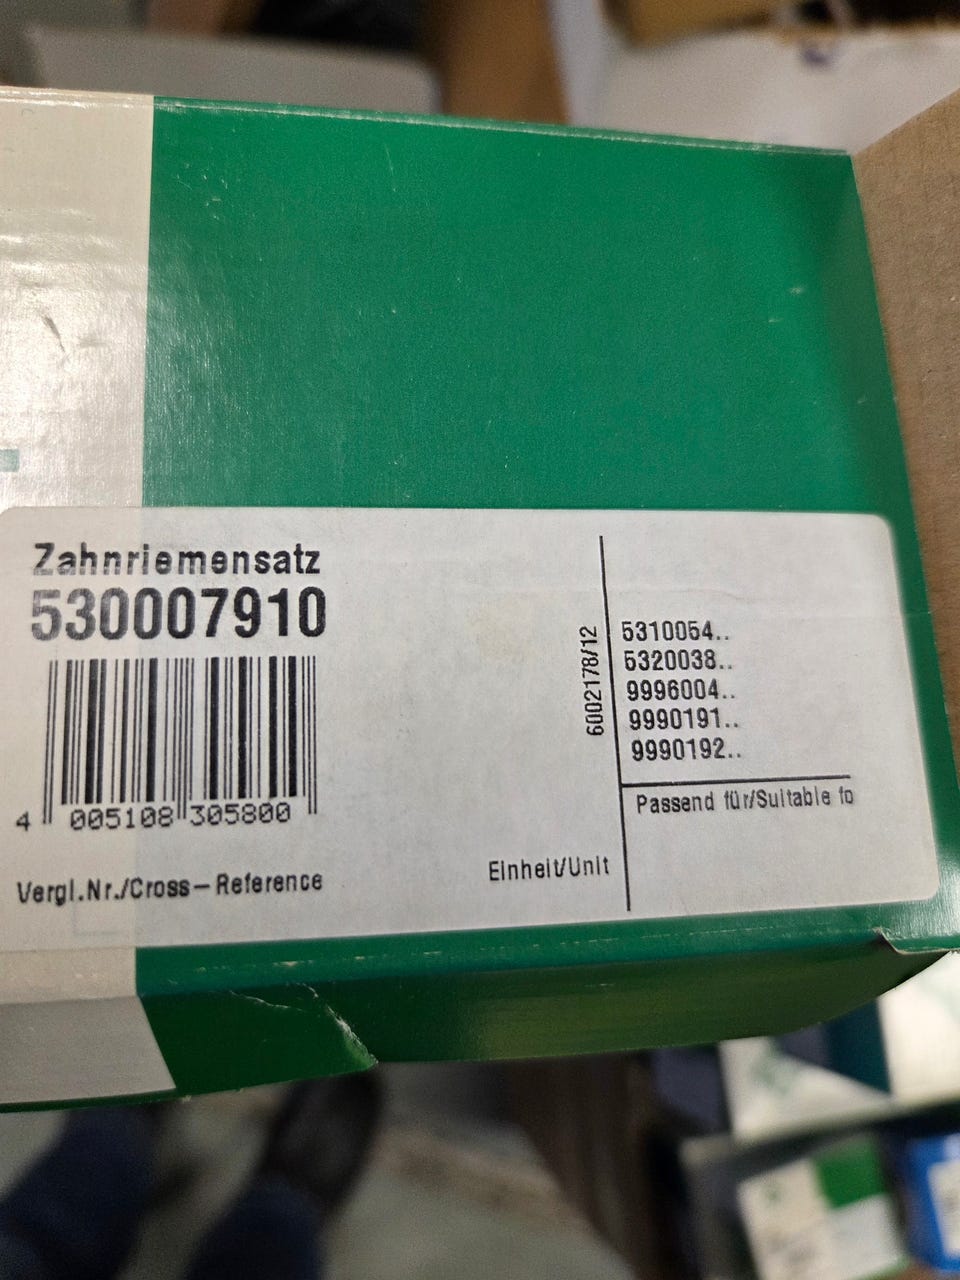 Zahnriemensatz
530007910
4 005108 305800
Vergl.Nr./Cross-Reference
Einheit/Unit
6002178/12
5310054..
5320038..
9996004..
9990191..
9990192..
Passend für/Suitable fo